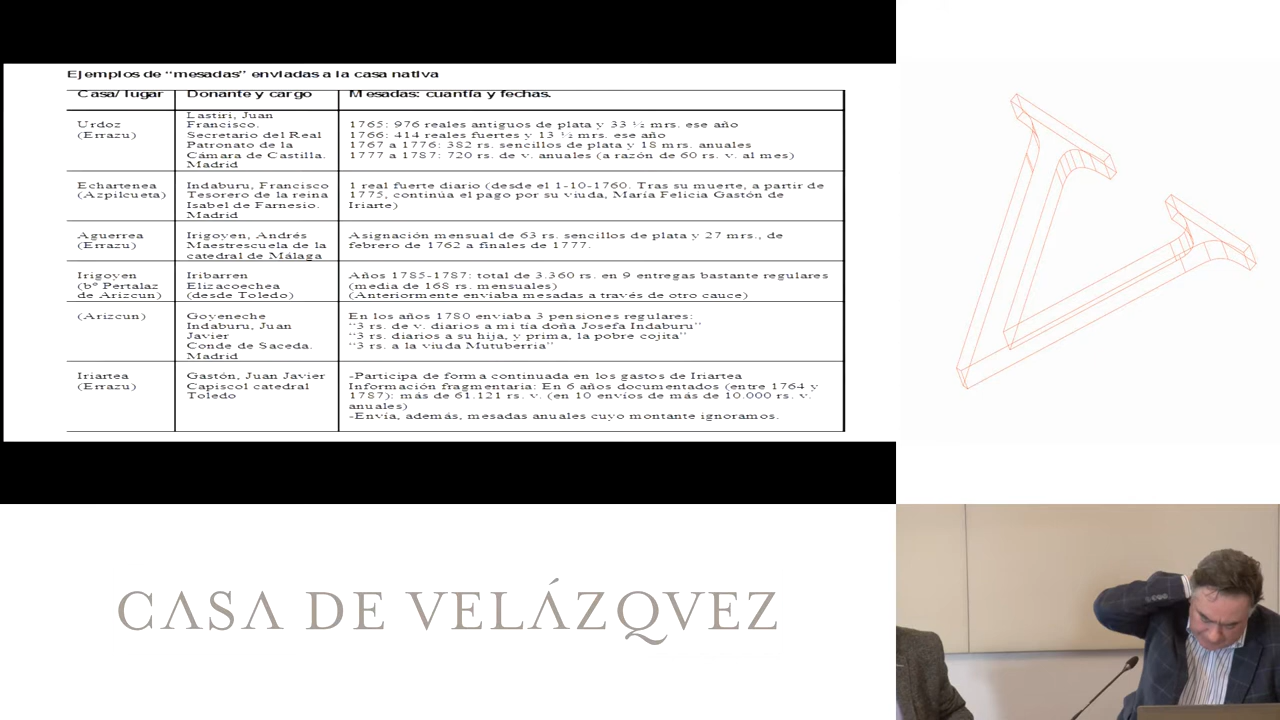 Ejemplos de “mesadas” enviadas a la casa nativa
Casa/ lugar
Donante y cargo
Mesadas: cuantía y fechas.
Urdoz
(Errazu)
Lastiri, Juan
Francisco.
Secretario del Real
Patronato de la
Cámara de Castilla.
Madrid
1765: 976 reales antiguos de plata y 33 ½ mrs. ese año
1766: 414 reales fuertes y 13 ½ mrs. ese año
1767 a 1776: 382 rs. sencillos de plata y 18 mrs. anuales
1777 a 1787: 720 rs. de v. anuales (a razón de 60 rs. v. al mes)
Echartenea
(Azpilcueta)
Indaburu, Francisco
Tesorero de la reina
Isabel de Farnesio.
Madrid
1 real fuerte diario (desde el 1-10-1760. Tras su muerte, a partir de
1775, continúa el pago por su viuda, María Felicia Gastón de
Iriarte)
Aguerrea
(Errazu)
Irigoyen, Andrés
Maestrescuela de la
catedral de Málaga
Asignación mensual de 63 rs. sencillos de plata y 27 mrs., de
febrero de 1762 a finales de 1777.
Irigoyen
(bº Pertalaz
de Arizcun)
Iribarren
Elizacoechea
(desde Toledo)
Años 1785-1787: total de 3.360 rs. en 9 entregas bastante regulares
(media de 168 rs. mensuales)
(Anteriormente enviaba mesadas a través de otro cauce)
(Arizcun)
Goyeneche
Indaburu, Juan
Javier
Conde de Saceda.
Madrid
En los años 1780 enviaba 3 pensiones regulares:
“3 rs. de v. diarios a mi tía doña Josefa Indaburu”
“3 rs. diarios a su hija, y prima, la pobre cojita”
“3 rs. a la viuda Mutuberria”
Iriartea
(Errazu)
Gastón, Juan Javier
Capiscol catedral
Toledo
-Participa de forma continuada en los gastos de Iriartea
Información fragmentaria: En 6 años documentados (entre 1764 y
1787): más de 61.121 rs. v. (en 10 envíos de más de 10.000 rs. v.
anuales)
-Envía, además, mesadas anuales cuyo montante ignoramos.
CASA DE VELÁZQVEZ